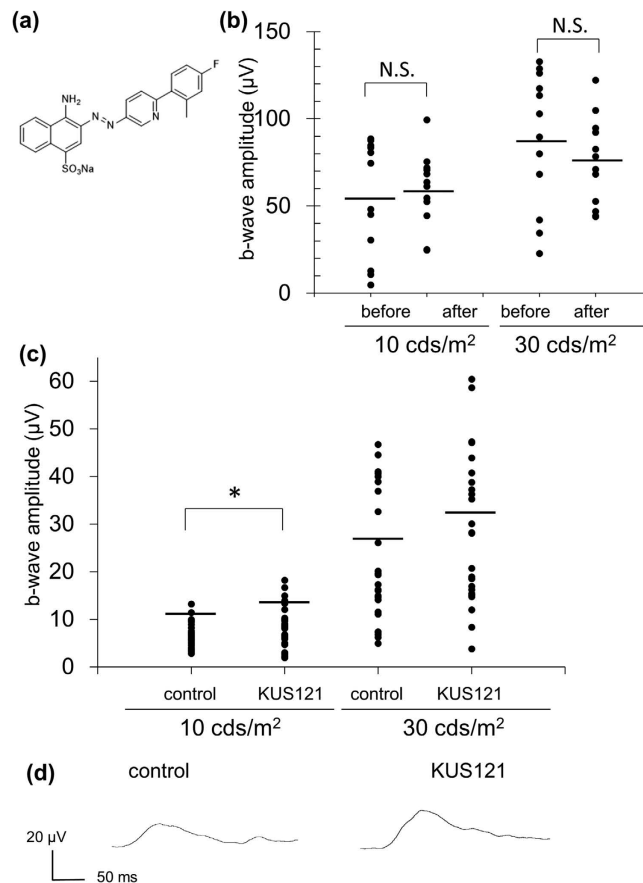 (a)
F
NH2
N
N
N
SO3Na
(b)
b-wave amplitude (μV)
150
100
50
0
N.S.
N.S.
before after before after
10 cds/m2 30 cds/m2
(c)
b-wave amplitude (μV)
60
50
40
30
20
10
0
*
control KUS121 control KUS121
10 cds/m2 30 cds/m2
(d)
control KUS121
20 μV
50 ms